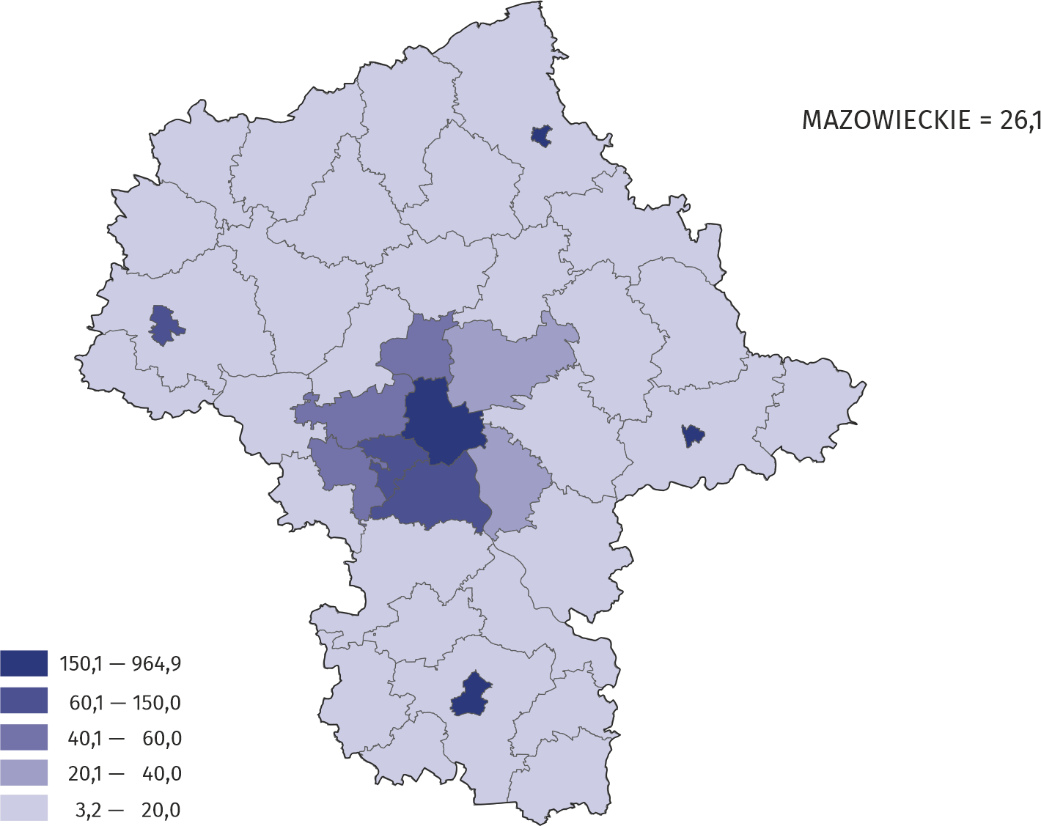 MAZOWIECKIE = 26,1
150,1 — 964,9
60,1 — 150,0
40,1 — 60,0
20,1 — 40,0
3,2 — 20,0